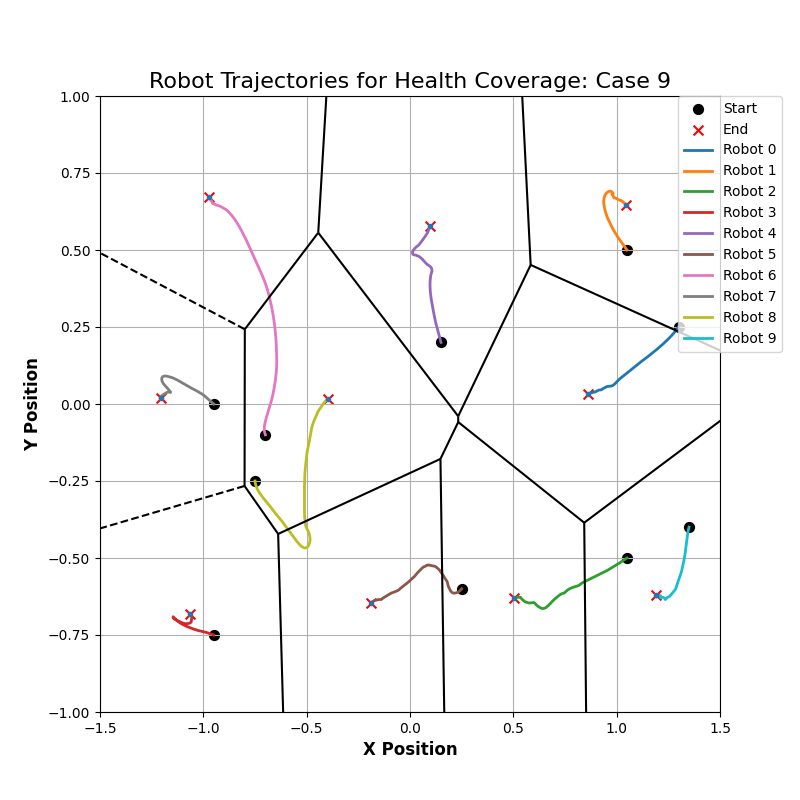 Robot Trajectories for Health Coverage: Case 9
1.00
0.75
0.50
0.25
0.00
−0.25
−0.50
−0.75
−1.00
Y Position
−1.5
−1.0
−0.5
0.0
0.5
1.0
1.5
X Position
Start
End
Robot 0
Robot 1
Robot 2
Robot 3
Robot 4
Robot 5
Robot 6
Robot 7
Robot 8
Robot 9